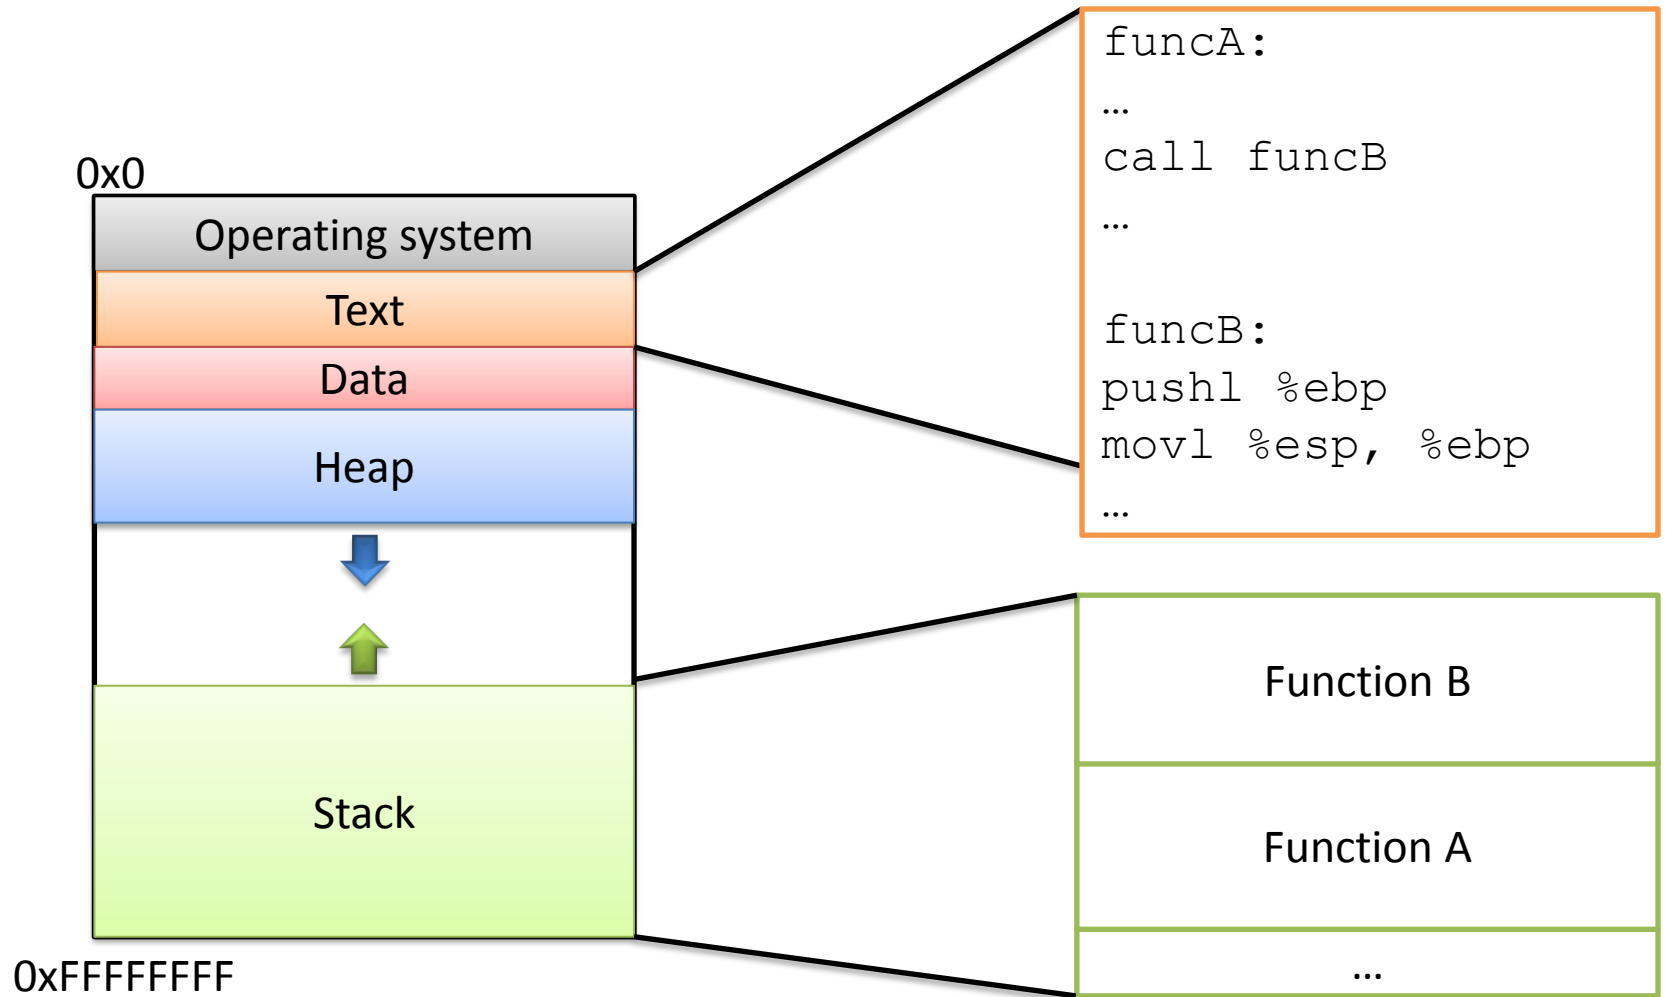 0x0
Operating system
Text
Data
Heap
Stack
0xFFFFFFFF
funcA:
…
call funcB
…
funcB:
pushl %ebp
movl %esp, %ebp
…
Function B
Function A
…